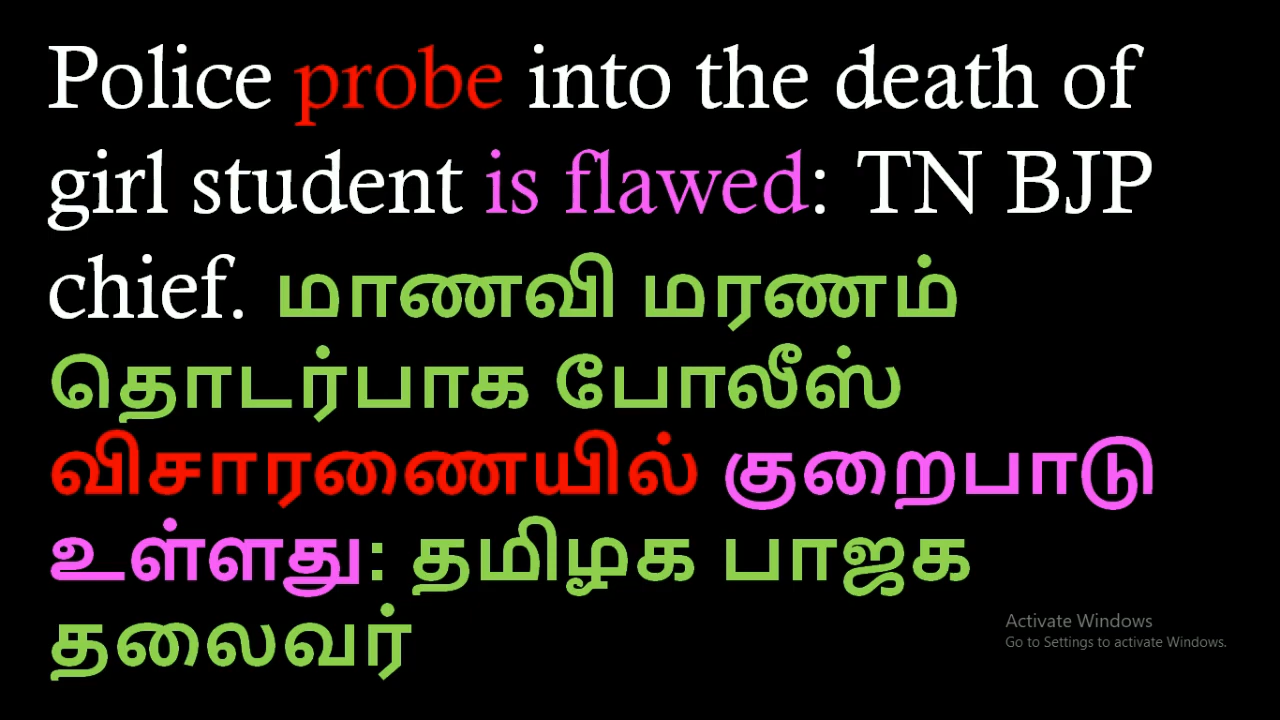 Police probe into the death of
girl student is flawed: TN BJP
chief. மாணவி மரணம்
தொடர்பாக போலீஸ்
விசாரணையில் குறைபாடு
உள்ளது: தமிழக பாஜக
தலைவர்
Activate Windows
Go to Settings to activate Windows.